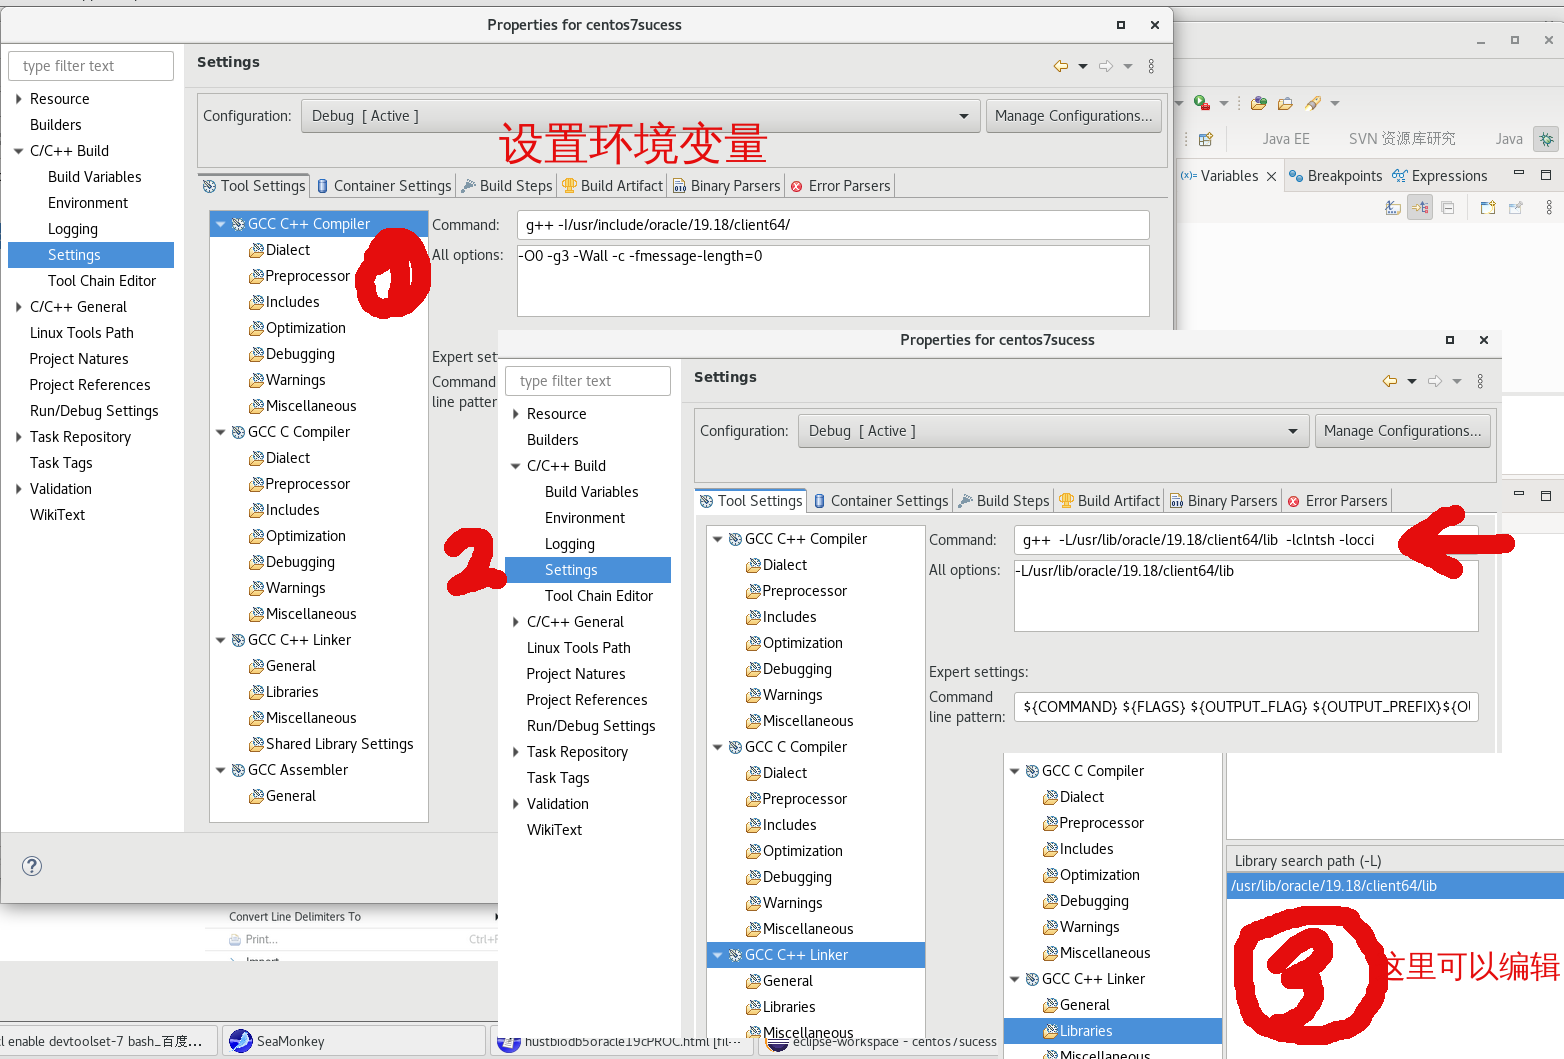 Properties for centos7sucess
type filter text
Resource
Builders
C/C++ Build
Build Variables
Environment
Logging
Settings
Tool Chain Editor
C/C++ General
Linux Tools Path
Project Natures
Project References
Run/Debug Settings
Task Repository
Task Tags
Validation
WikiText
Settings
Configuration: Debug [ Active ] Manage Configurations...
设置环境变量
Tool Settings Container Settings Build Steps Build Artifact Binary Parsers Error Parsers
GCC C++ Compiler
Dialect
Preprocessor
Includes
Optimization
Debugging
Warnings
Miscellaneous
GCC C Compiler
Dialect
Preprocessor
Includes
Optimization
Debugging
Warnings
Miscellaneous
GCC C++ Linker
General
Libraries
Miscellaneous
Shared Library Settings
GCC Assembler
General
Command: g++ -I/usr/include/oracle/19.18/client64/
All options: -O0 -g3 -Wall -c -fmessage-length=0
Expert set
Command
line patter
1
Java EE SVN 资源库研究 Java
(x)= Variables Breakpoints Expressions
Properties for centos7sucess
type filter text
Resource
Builders
C/C++ Build
Build Variables
Environment
Logging
Settings
Tool Chain Editor
C/C++ General
Linux Tools Path
Project Natures
Project References
Run/Debug Settings
Task Repository
Task Tags
Validation
WikiText
2
Settings
Configuration: Debug [ Active ] Manage Configurations...
Tool Settings Container Settings Build Steps Build Artifact Binary Parsers Error Parsers
GCC C++ Compiler
Dialect
Preprocessor
Includes
Optimization
Debugging
Warnings
Miscellaneous
GCC C Compiler
Dialect
Preprocessor
Includes
Optimization
Debugging
Warnings
Miscellaneous
GCC C++ Linker
General
Libraries
Miscellaneous
Command: g++ -L/usr/lib/oracle/19.18/client64/lib -lclntsh -locci
All options: -L/usr/lib/oracle/19.18/client64/lib
Expert settings:
Command
line pattern: ${COMMAND} ${FLAGS} ${OUTPUT_FLAG} ${OUTPUT_PREFIX}${OU
GCC C Compiler
Dialect
Preprocessor
Includes
Optimization
Debugging
Warnings
Miscellaneous
GCC C++ Linker
General
Libraries
Miscellaneous
Library search path (-L)
/usr/lib/oracle/19.18/client64/lib
3
这里可以编辑
Convert Line Delimiters To
Print... Ctrl+P
Import
l enable devtoolset-7 bash_百度... SeaMonkey hustbiodb5oracle19cPROC.html [fil-... eclipse-workspace - centos7sucess